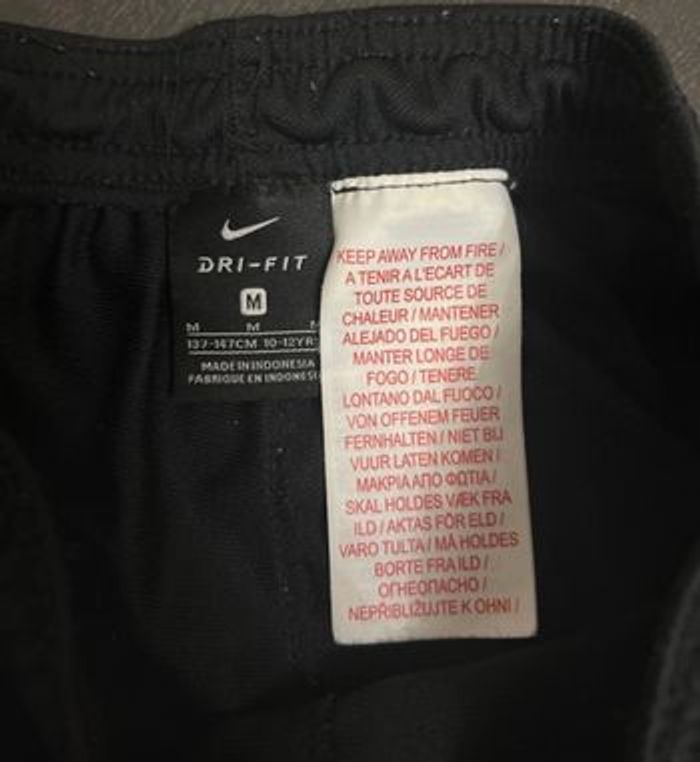 DRI-FIT
M
M M M
137-147CM 10-12YR
MADE IN INDONESIA
FABRIQUE EN INDONESI
KEEP AWAY FROM FIRE /
A TENIR A L'ECART DE
TOUTE SOURCE DE
CHALEUR / MANTENER
ALEJADO DEL FUEGO /
MANTER LONGE DE
FOGO / TENERE
LONTANO DAL FUOCO /
VON OFFENEM FEUER
FERNHALTEN / NIET BIJ
VUUR LATEN KOMEN /
ΜΑΚΡΙΑ ΑΠΟ ΦΩΤΙΑ /
SKAL HOLDES VÆK FRA
ILD / AKTAS FÖR ELD /
VARO TULTA / MÅ HOLDES
BORTE FRA ILD /
ОГНЕОПАСНО /
NEPŘIBLIŽUJTE K OHNI /